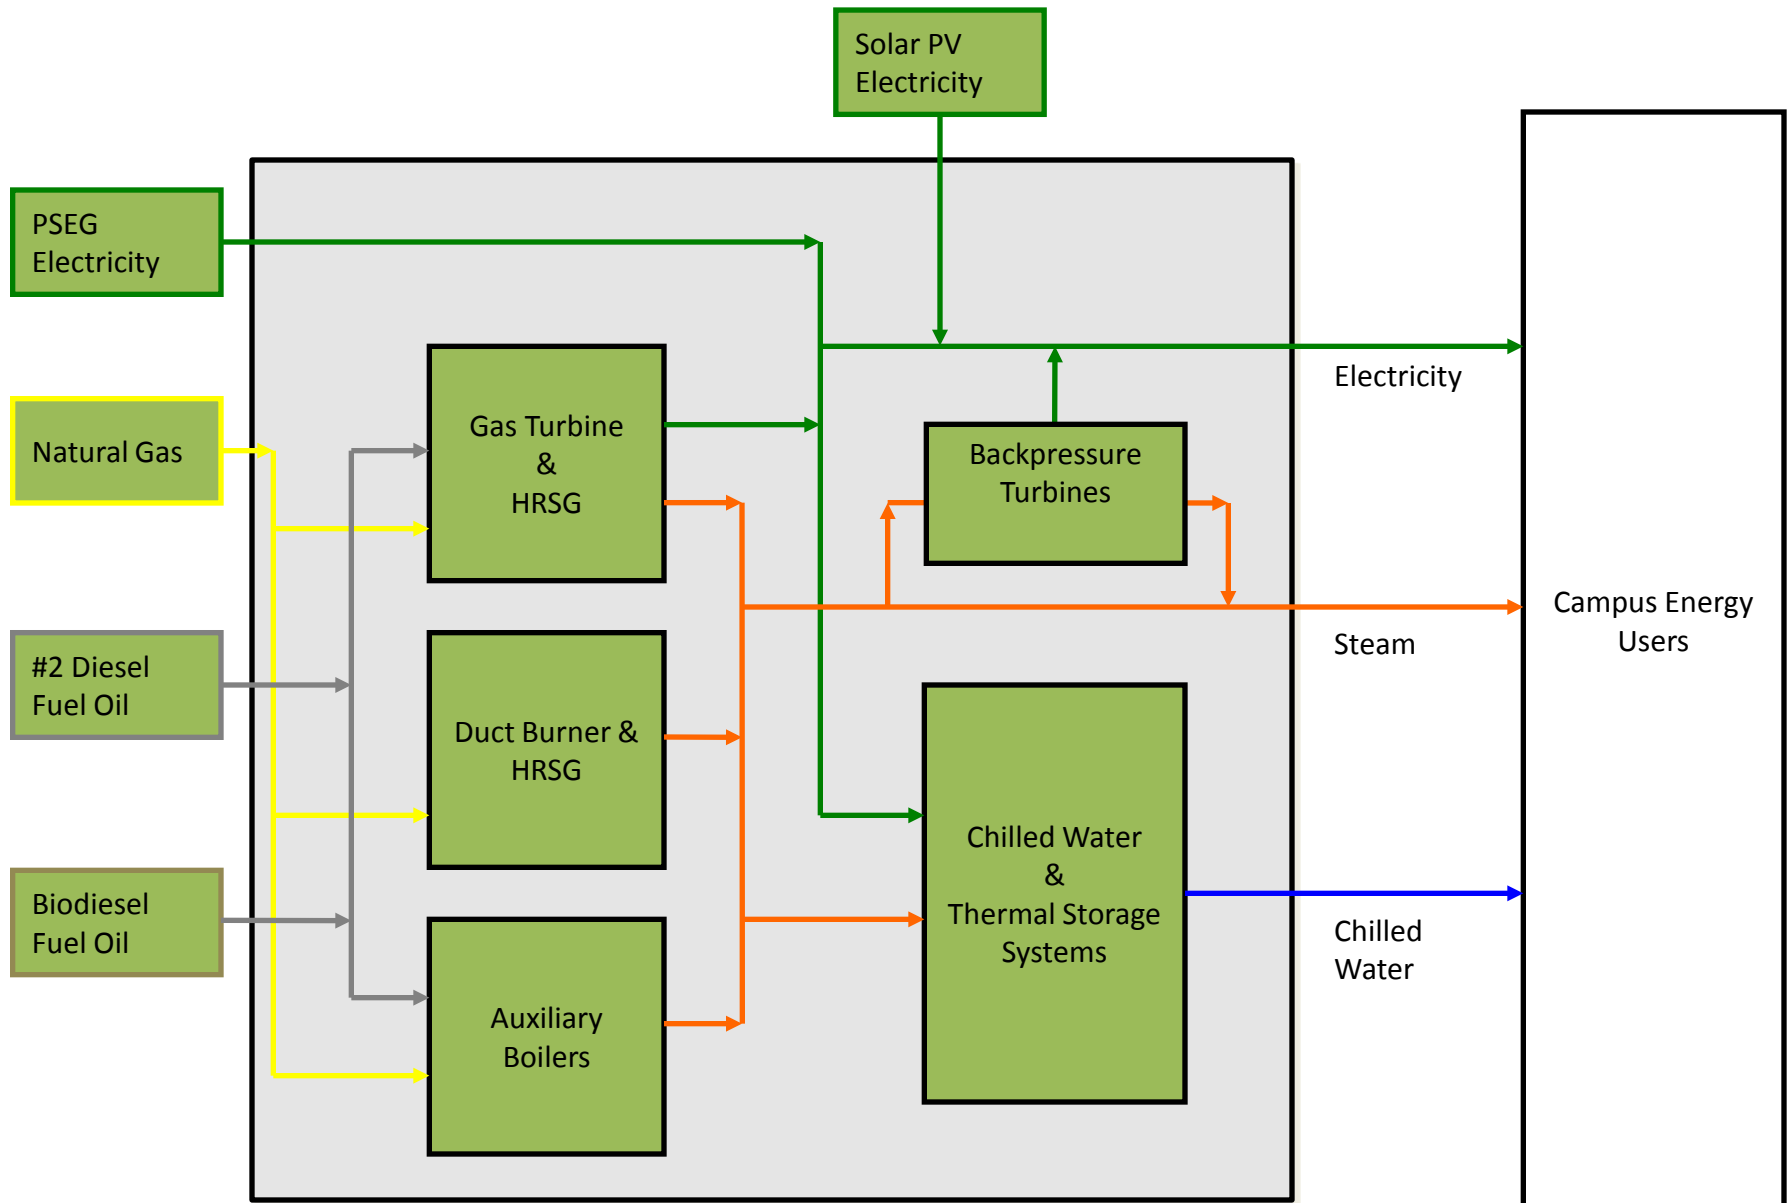 Solar PV
Electricity
PSEG
Electricity
Natural Gas
#2 Diesel
Fuel Oil
Biodiesel
Fuel Oil
Gas Turbine
&
HRSG
Duct Burner &
HRSG
Auxiliary
Boilers
Backpressure
Turbines
Chilled Water
&
Thermal Storage
Systems
Electricity
Steam
Chilled
Water
Campus Energy
Users